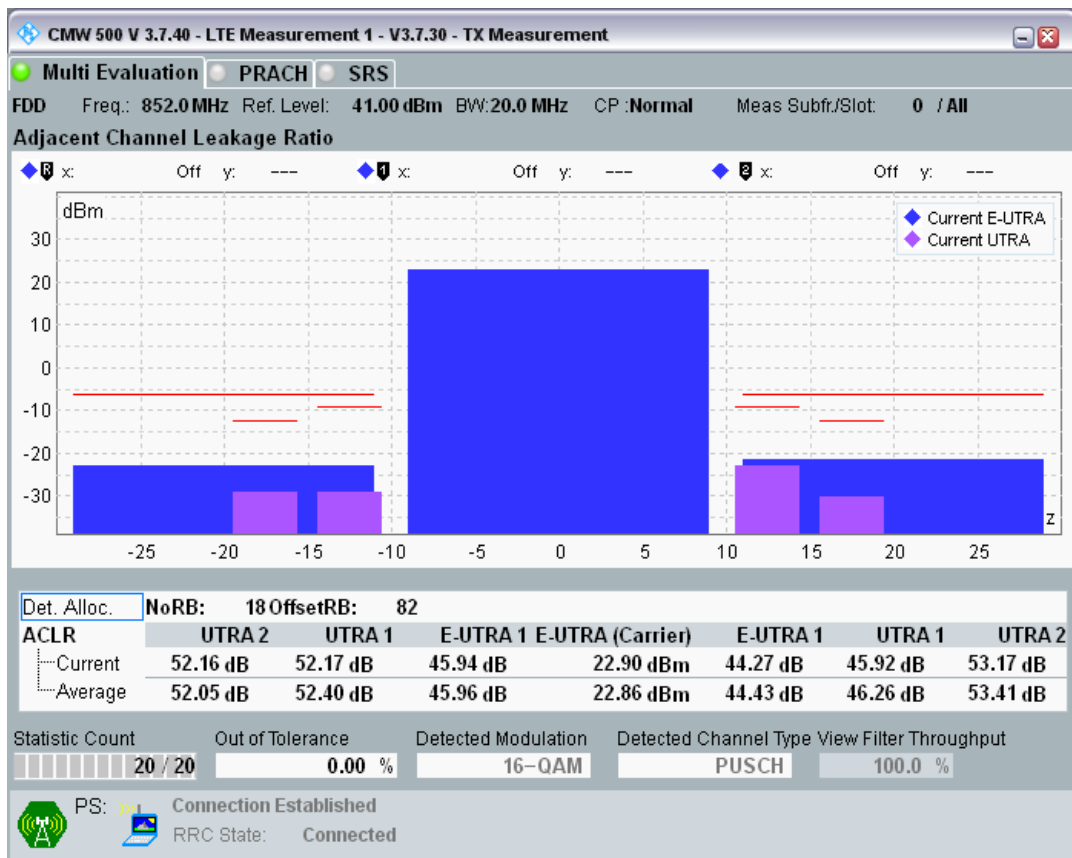 CMW 500 V 3.7.40 - LTE Measurement 1 - V3.7.30 - TX Measurement
Multi Evaluation PRACH SRS
FDD Freq.: 852.0 MHz Ref. Level: 41.00 dBm BW:20.0 MHz CP :Normal Meas Subfr./Slot: 0 / All
Adjacent Channel Leakage Ratio
R x: Off y: --- 1 x: Off y: --- 2 x: Off y: ---
dBm
Current E-UTRA
Current UTRA
30
20
10
0
-10
-20
-30
z
-25 -20 -15 -10 -5 0 5 10 15 20 25
Det. Alloc. NoRB: 18 OffsetRB: 82
ACLR UTRA 2 UTRA 1 E-UTRA 1 E-UTRA (Carrier) E-UTRA 1 UTRA 1 UTRA 2
Current 52.16 dB 52.17 dB 45.94 dB 22.90 dBm 44.27 dB 45.92 dB 53.17 dB
Average 52.05 dB 52.40 dB 45.96 dB 22.86 dBm 44.43 dB 46.26 dB 53.41 dB
Statistic Count Out of Tolerance Detected Modulation Detected Channel Type View Filter Throughput
20 / 20 0.00 % 16-QAM PUSCH 100.0 %
PS: Connection Established
RRC State: Connected